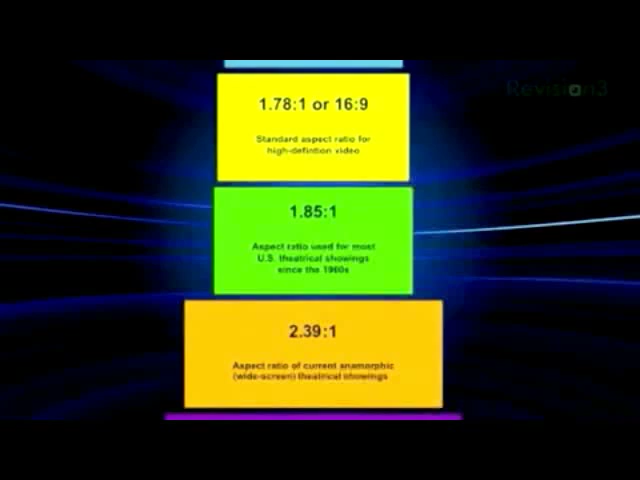 Revision3
1.78:1 or 16:9
Standard aspect ratio for
high-defintion video
1.85:1
Aspect ratio used for most
U.S. theatrical showings
since the 1960s
2.39:1
Aspect ratio of current anamorphic
(wide-screen) theatrical showings